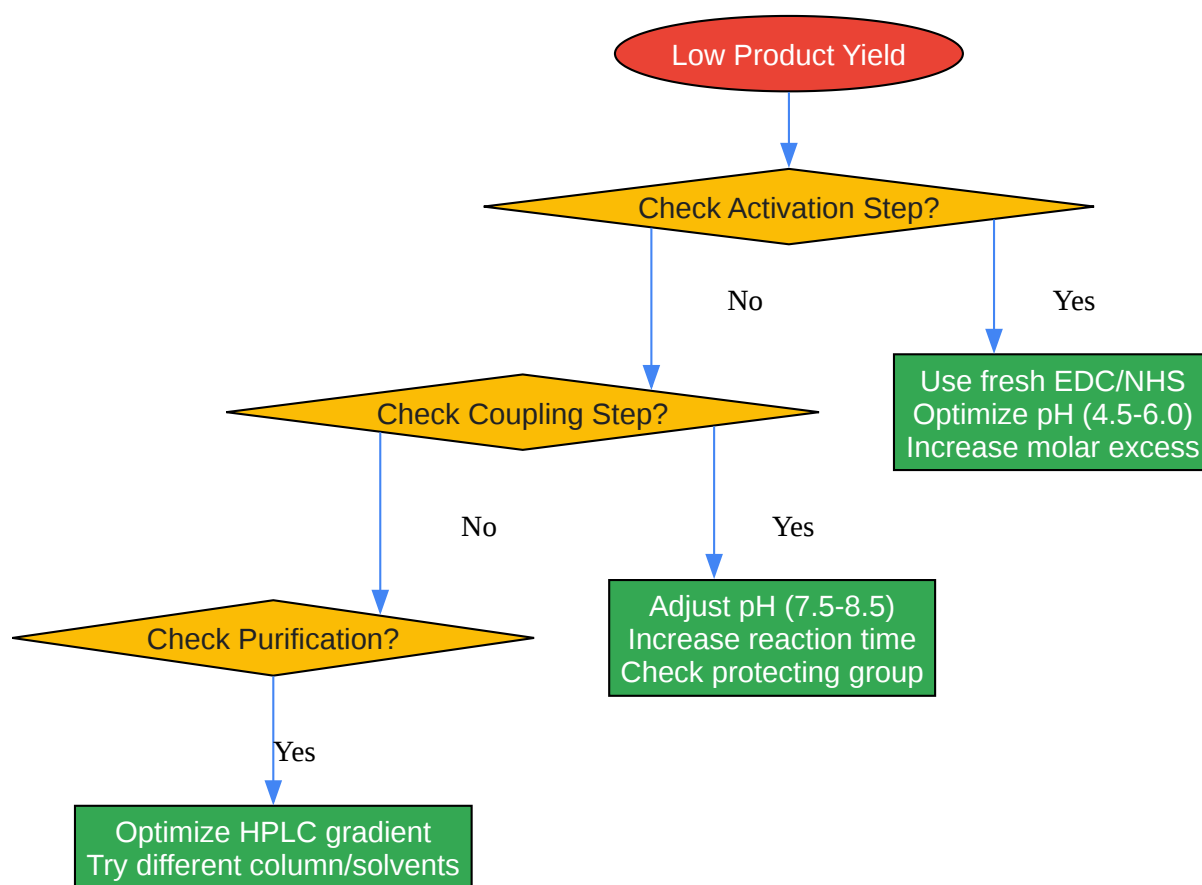 Low Product Yield
Check Activation Step?
No
Yes
Use fresh EDC/NHS
Optimize pH (4.5-6.0)
Increase molar excess
Check Coupling Step?
No
Yes
Adjust pH (7.5-8.5)
Increase reaction time
Check protecting group
Check Purification?
Yes
Optimize HPLC gradient
Try different column/solvents